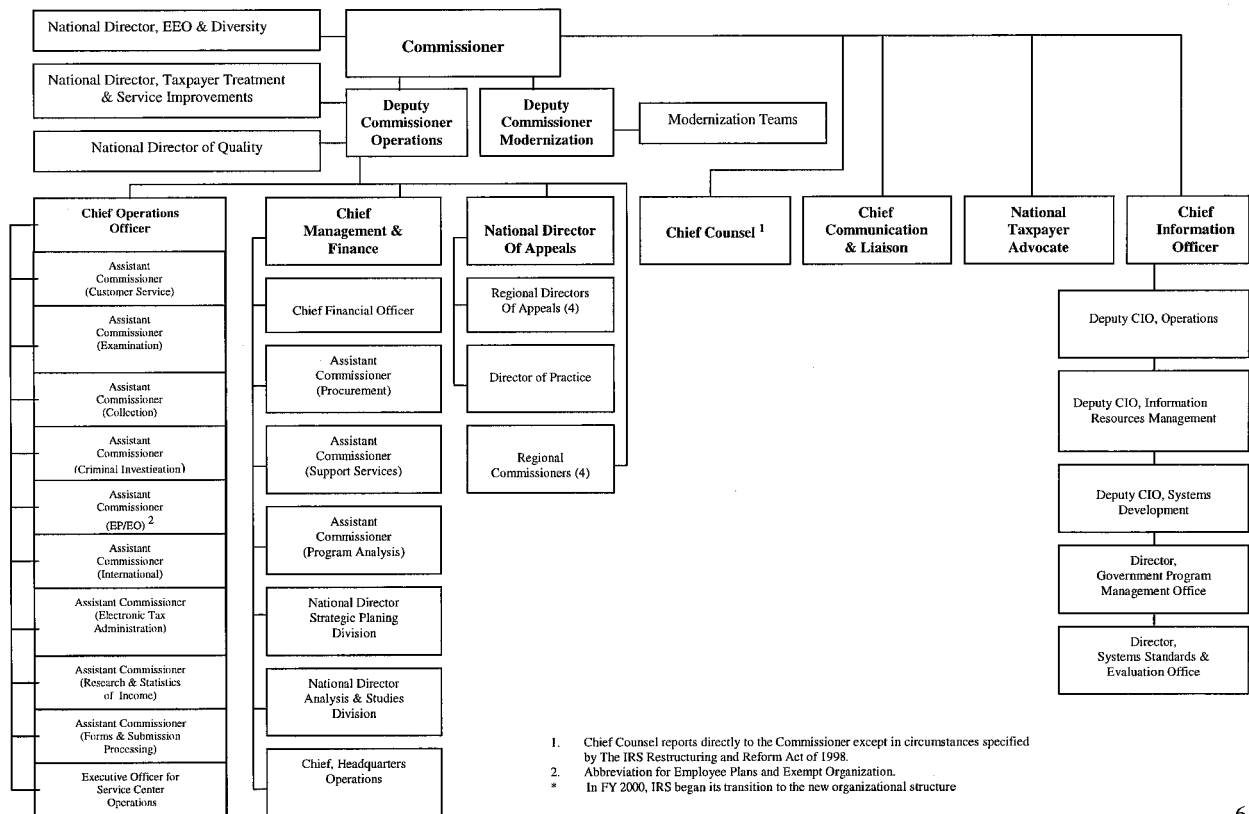 National Director, EEO & Diversity
Commissioner
National Director, Taxpayer Treatment
& Service Improvements
Deputy
Commissioner
Operations
Deputy
Commissioner
Modernization
Modernization Teams
National Director of Quality
Chief Operations
Officer
Assistant
Commissioner
(Customer Service)
Assistant
Commissioner
(Examination)
Assistant
Commissioner
(Collection)
Assistant
Commissioner
(Criminal Investigation)
Assistant
Commissioner
(EP/EO) 2
Assistant
Commissioner
(International)
Assistant Commissioner
(Electronic Tax
Administration)
Assistant Commissioner
(Research & Statistics
of Income)
Assistant Commissioner
(Forms & Submission
Processing)
Executive Officer for
Service Center
Operations
Chief
Management &
Finance
Chief Financial Officer
Assistant
Commissioner
(Procurement)
Assistant
Commissioner
(Support Services)
Assistant
Commissioner
(Program Analysis)
National Director
Strategic Planing
Division
National Director
Analysis & Studies
Division
Chief, Headquarters
Operations
National Director
Of Appeals
Regional Directors
Of Appeals (4)
Director of Practice
Regional
Commissioners (4)
Chief Counsel 1
Chief
Communication
& Liaison
National
Taxpayer
Advocate
Chief
Information
Officer
Deputy CIO, Operations
Deputy CIO, Information
Resources Management
Deputy CIO, Systems
Development
Director,
Government Program
Management Office
Director,
Systems Standards &
Evaluation Office
1. Chief Counsel reports directly to the Commissioner except in circumstances specified
by The IRS Restructuring and Reform Act of 1998.
2. Abbreviation for Employee Plans and Exempt Organization.
* In FY 2000, IRS began its transition to the new organizational structure
6